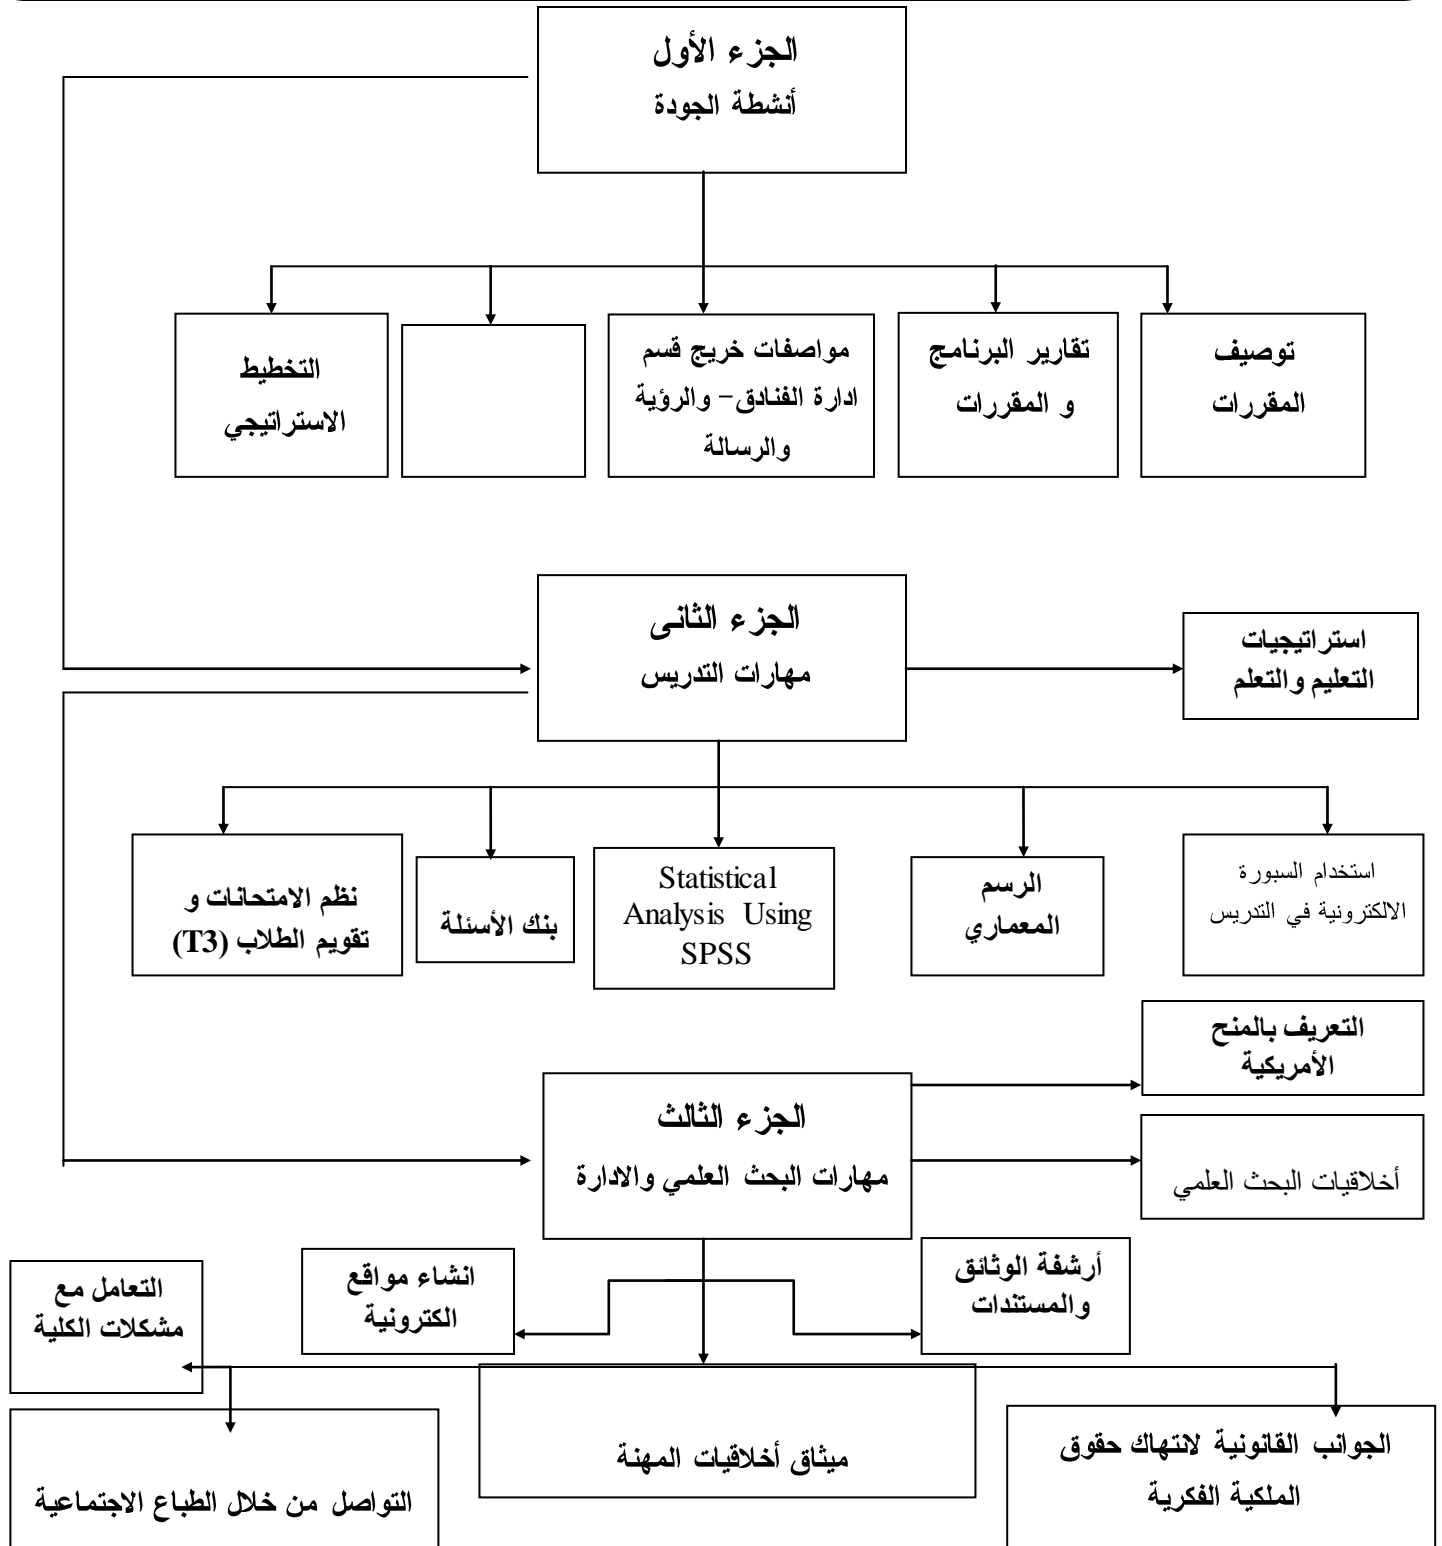 الجزء الأول
أنشطة الجودة
توصيف
المقررات
تقارير البرنامج
و المقررات
مواصفات خريج قسم
ادارة الفنادق- والرؤية
والرسالة
التخطيط
الاستراتيجي
الجزء الثانى
مهارات التدريس
استراتيجيات
التعليم والتعلم
استخدام السبورة
الالكترونية في التدريس
الرسم
المعماري
Statistical
Analysis Using
SPSS
بنك الأسئلة
نظم الامتحانات و
تقويم الطلاب (T3)
التعريف بالمنح
الأمريكية
الجزء الثالث
مهارات البحث العلمي والادارة
أخلاقيات البحث العلمي
أرشفة الوثائق
والمستندات
انشاء مواقع
الكترونية
التعامل مع
مشكلات الكلية
الجوانب القانونية لانتهاك حقوق
الملكية الفكرية
ميثاق أخلاقيات المهنة
التواصل من خلال الطباع الاجتماعية